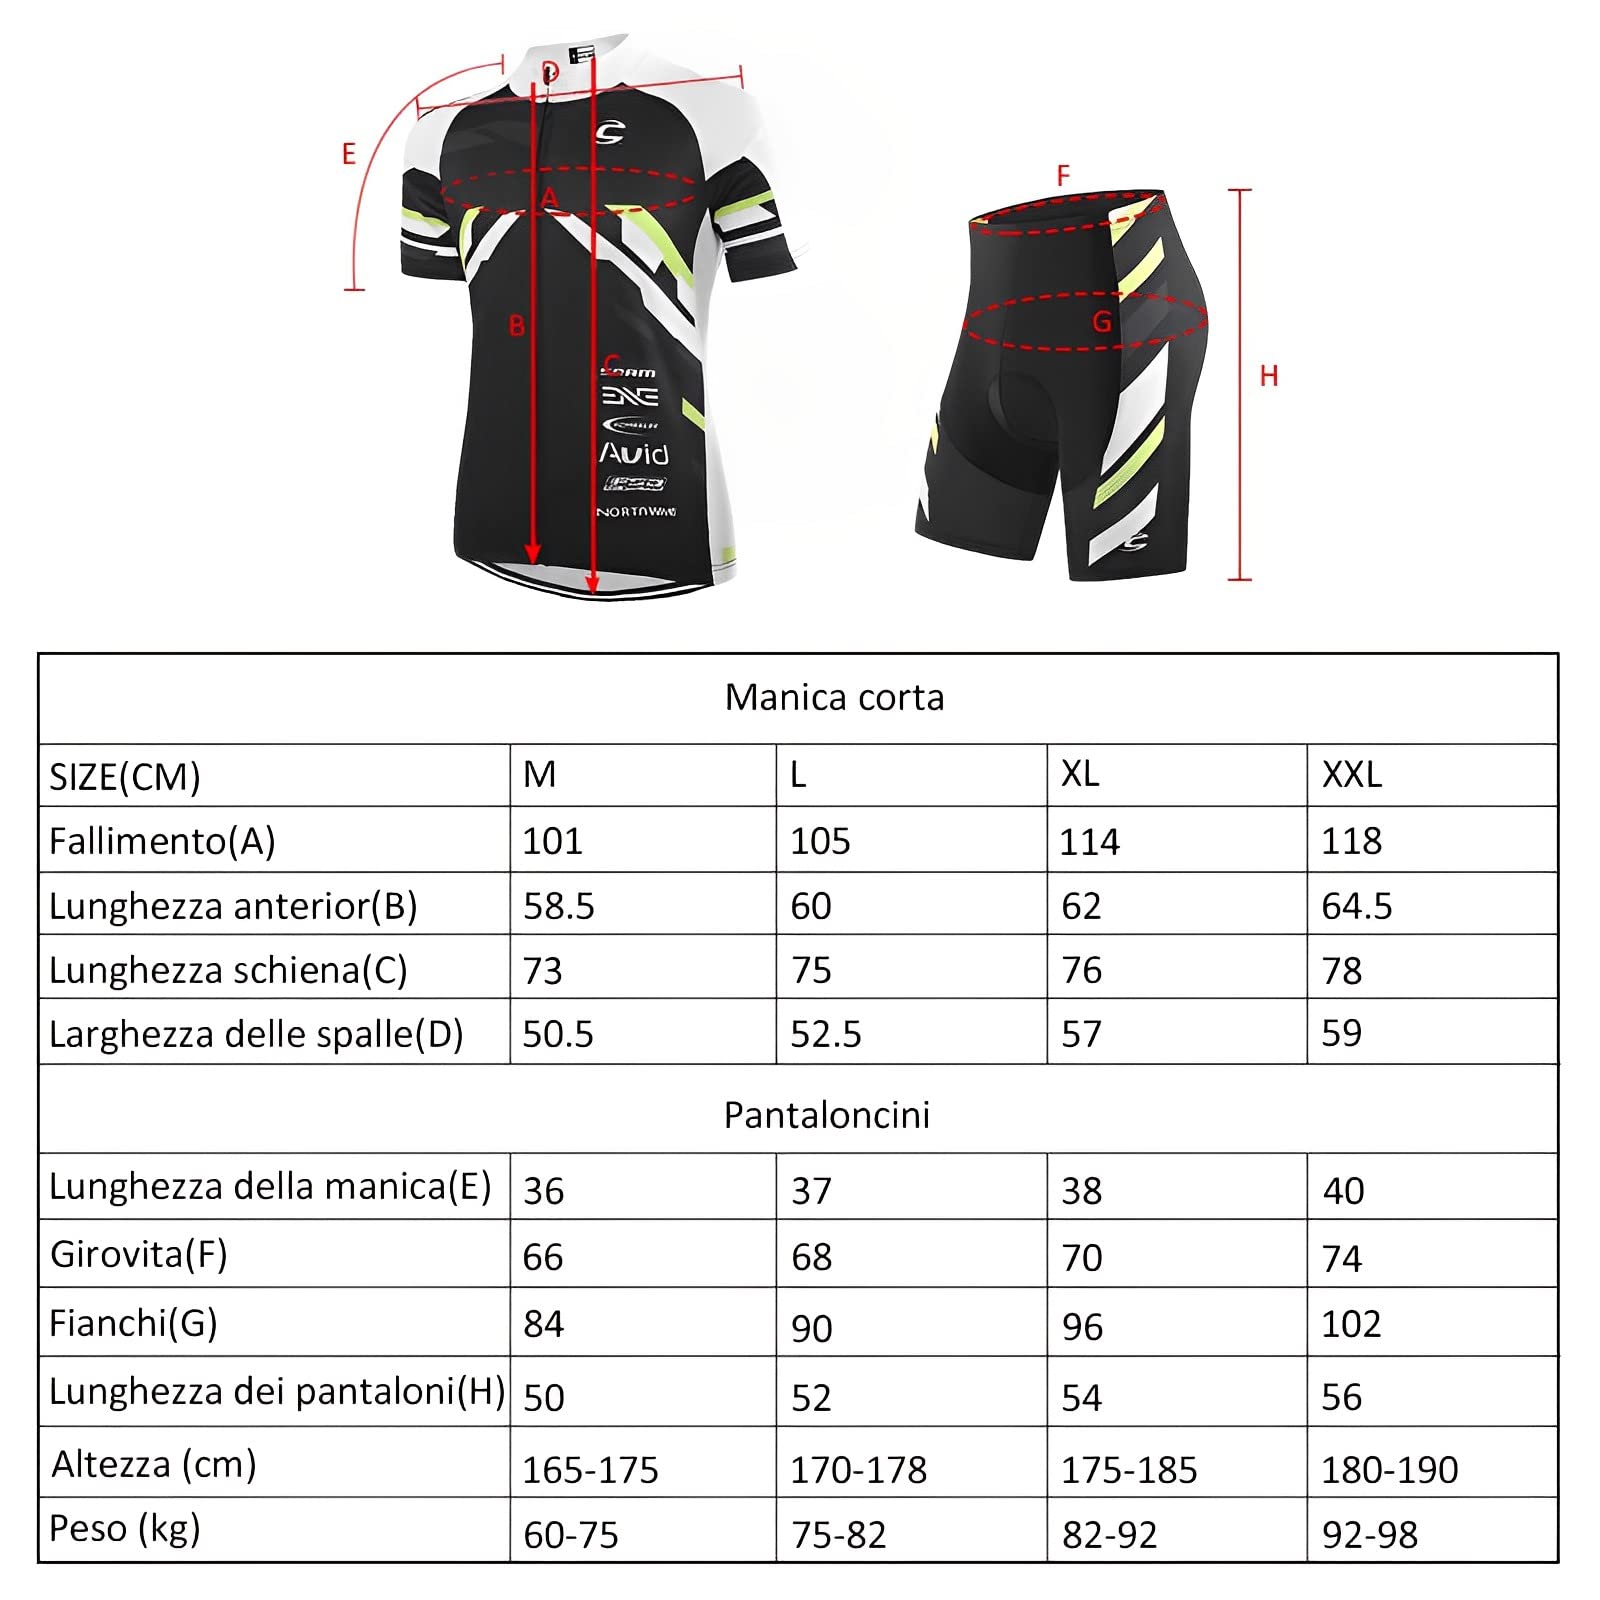 D
E
A
B
C
SRAM
ENVE
Avid
NORTHWAVE
F
G
H
Manica corta
SIZE(CM) M L XL XXL
Fallimento(A) 101 105 114 118
Lunghezza anterior(B) 58.5 60 62 64.5
Lunghezza schiena(C) 73 75 76 78
Larghezza delle spalle(D) 50.5 52.5 57 59
Pantaloncini
Lunghezza della manica(E) 36 37 38 40
Girovita(F) 66 68 70 74
Fianchi(G) 84 90 96 102
Lunghezza dei pantaloni(H) 50 52 54 56
Altezza (cm) 165-175 170-178 175-185 180-190
Peso (kg) 60-75 75-82 82-92 92-98